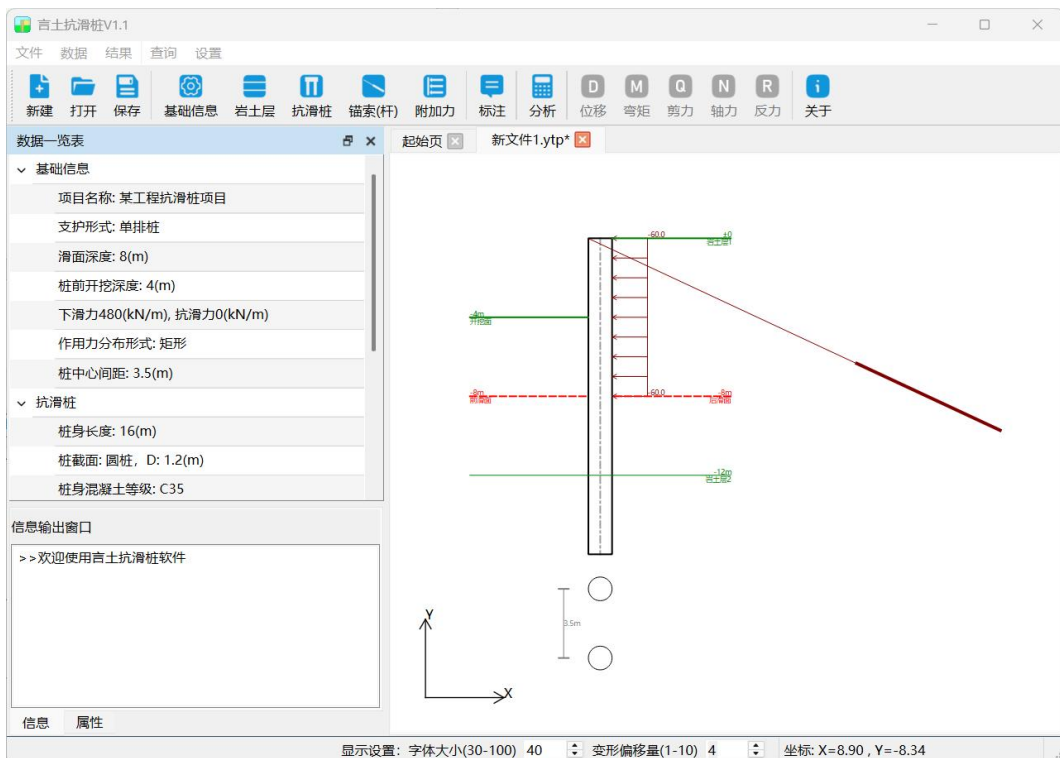 言土抗滑桩V1.1
文件 数据 结果 查询 设置
新建 打开 保存 基础信息 岩土层 抗滑桩 锚索(杆) 附加力 标注 分析 D 位移 M 弯矩 Q 剪力 N 轴力 R 反力 关于
数据一览表
起始页 新文件1.ytp*
基础信息
项目名称: 某工程抗滑桩项目
支护形式: 单排桩
滑面深度: 8(m)
桩前开挖深度: 4(m)
下滑力480(kN/m), 抗滑力0(kN/m)
作用力分布形式: 矩形
桩中心间距: 3.5(m)
抗滑桩
桩身长度: 16(m)
桩截面: 圆桩，D: 1.2(m)
桩身混凝土等级: C35
信息输出窗口
>>欢迎使用言土抗滑桩软件
信息 属性
-60.0 ±0
岩土层1
-4m
开挖面
-8m -60.0 -8m
前滑面 后滑面
-12m
岩土层2
3.5m
Y
X
显示设置: 字体大小(30-100) 40 变形偏移量(1-10) 4 坐标: X=8.90 , Y=-8.34